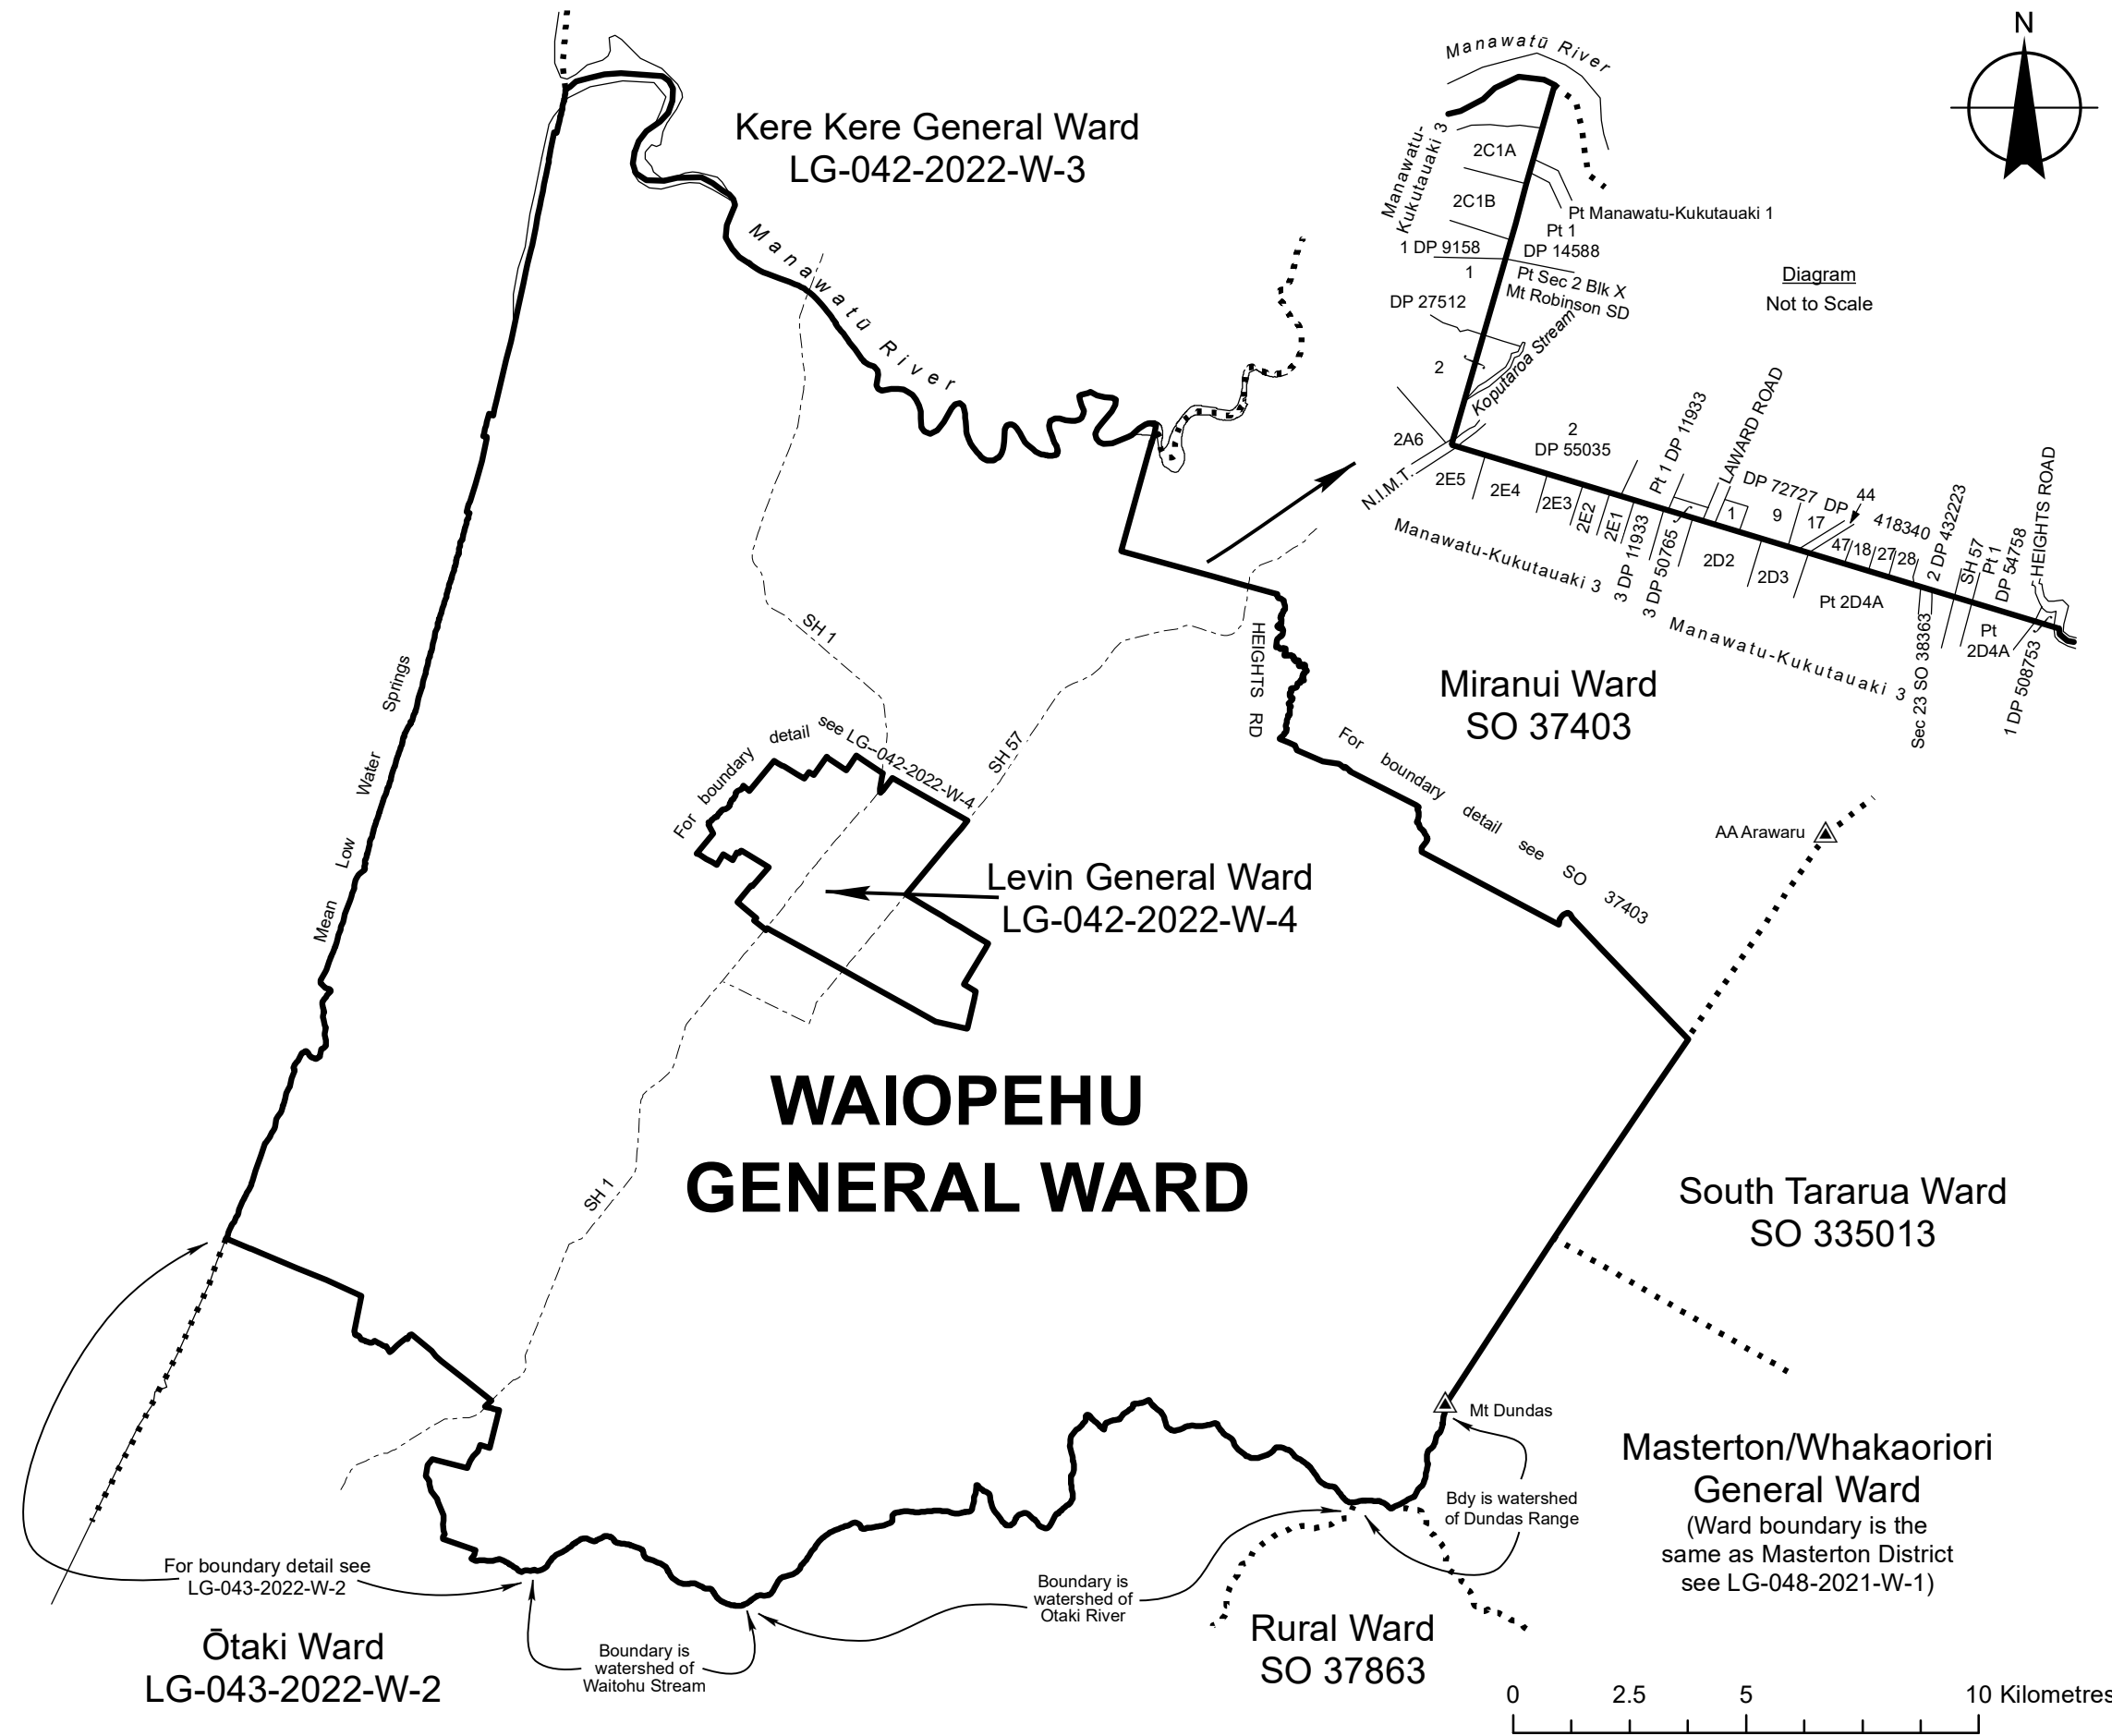 N
Manawatū River
Kere Kere General Ward
LG-042-2022-W-3
Manawatu-
Kukutauaki 3
2C1A
2C1B
Pt Manawatu-Kukutauaki 1
Pt 1
DP 14588
1 DP 9158
1
DP 27512
Pt Sec 2 Blk X
Mt Robinson SD
2
Koputaroa Stream
Diagram
Not to Scale
Manawatū River
2A6
N.I.M.T.
2
DP 55035
2E5
2E4
2E3
2E2
2E1
Pt 1 DP 11933
LAWARD ROAD
3 DP 11933
3 DP 50765
1
DP 72727
9
17
DP 418340
44
47
18
27
28
2D2
2D3
Pt 2D4A
2 DP 432223
SH 57
Pt 1
DP 54758
HEIGHTS ROAD
Manawatu-Kukutauaki 3
Manawatu-Kukutauaki 3
Sec 23 SO 38363
Pt
2D4A
1 DP 508753
SH 1
HEIGHTS RD
Miranui Ward
SO 37403
Mean Low Water Springs
For boundary detail see LG-042-2022-W-4
SH 57
For boundary detail see SO 37403
AA Arawaru
Levin General Ward
LG-042-2022-W-4
WAIOPEHU
GENERAL WARD
SH 1
South Tararua Ward
SO 335013
Mt Dundas
Masterton/Whakaoriori
General Ward
(Ward boundary is the
same as Masterton District
see LG-048-2021-W-1)
Bdy is watershed
of Dundas Range
For boundary detail see
LG-043-2022-W-2
Boundary is
watershed of
Otaki River
Ōtaki Ward
LG-043-2022-W-2
Boundary is
watershed of
Waitohu Stream
Rural Ward
SO 37863
0 2.5 5 10 Kilometres